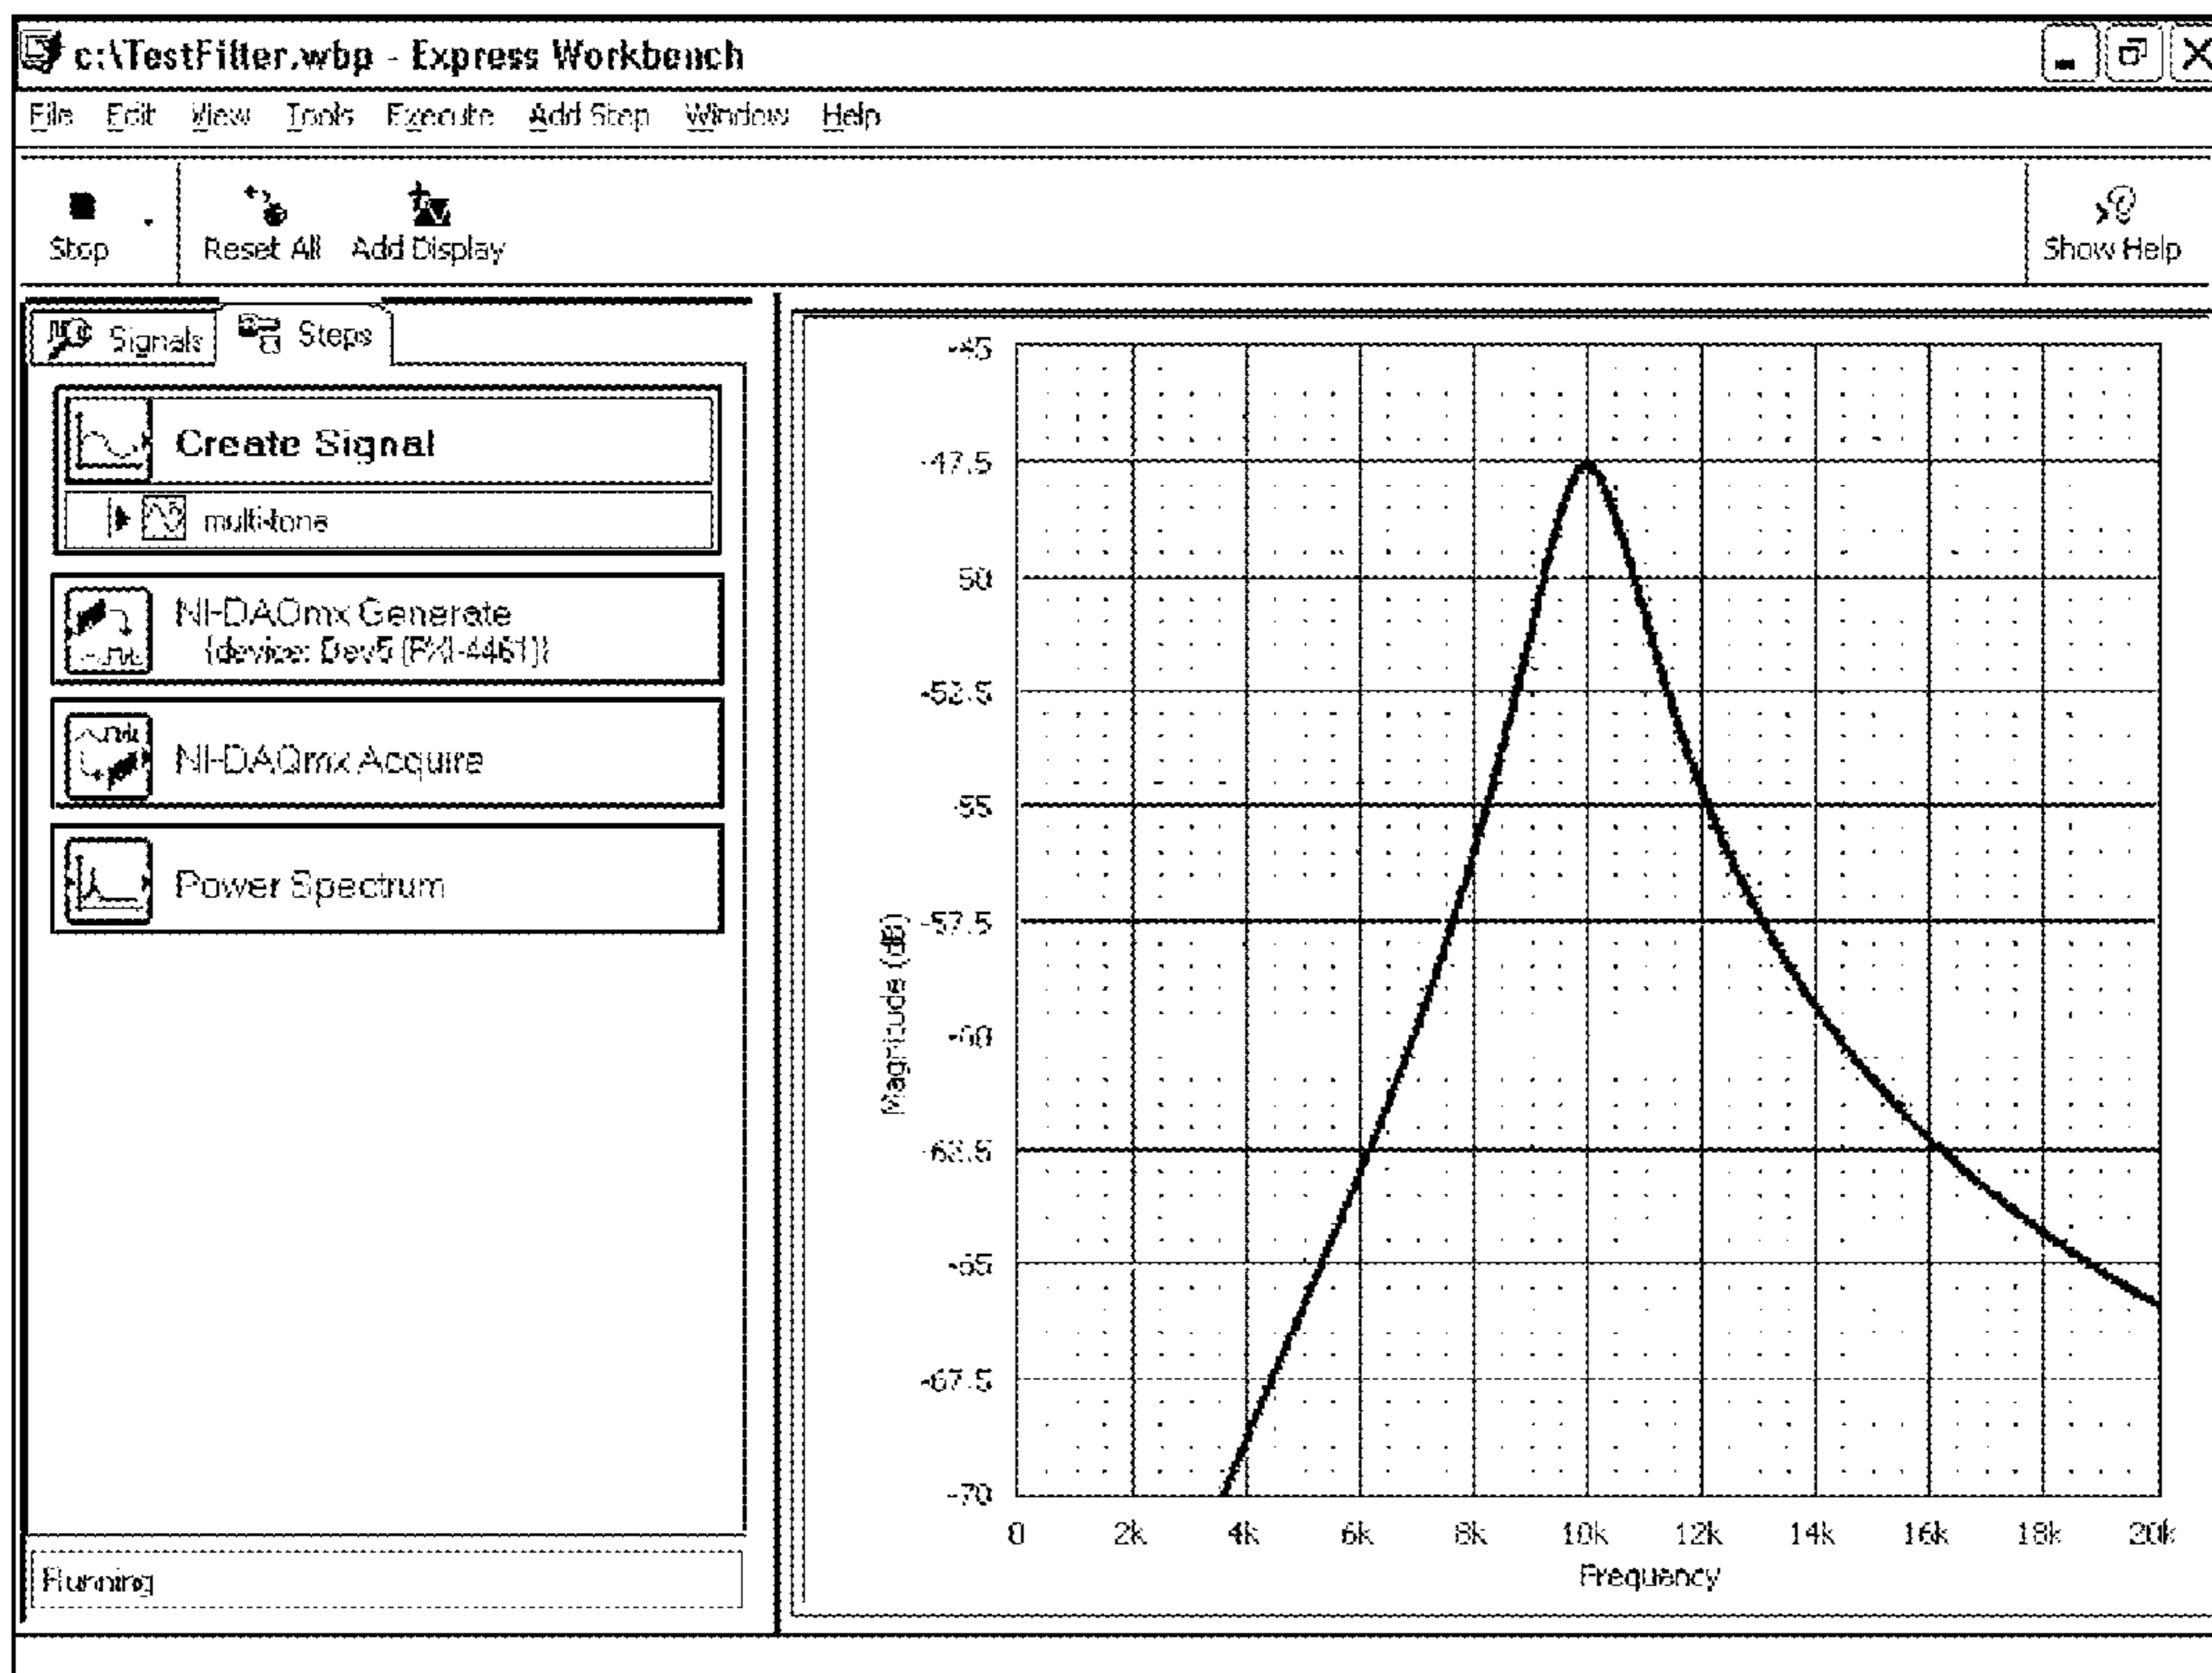 c:\TestFilter.wbp - Express Workbench
File Edit View Tools Execute Add Step Window Help
Stop Reset All Add Display Show Help
Signals Steps
Create Signal
multi-tone
NI-DAQmx Generate
(device: Dev5 (PXI-4461))
NI-DAQmx Acquire
Power Spectrum
Running
Magnitude (dB)
-45
-47.5
-50
-52.5
-55
-57.5
-60
-62.5
-65
-67.5
-70
0 2k 4k 6k 8k 10k 12k 14k 16k 18k 20k
Frequency